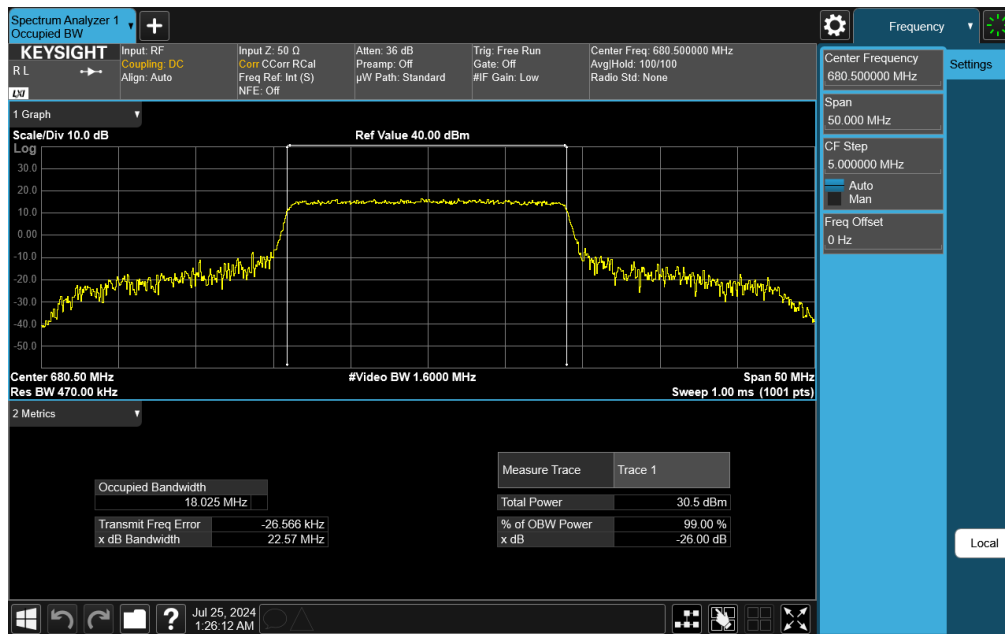 Spectrum Analyzer 1
Occupied BW
Frequency
KEYSIGHT
R L
LXI
Input: RF
Coupling: DC
Align: Auto
Input Z: 50 Ω
Corr CCorr RCal
Freq Ref: Int (S)
NFE: Off
Atten: 36 dB
Preamp: Off
µW Path: Standard
Trig: Free Run
Gate: Off
#IF Gain: Low
Center Freq: 680.500000 MHz
Avg|Hold: 100/100
Radio Std: None
Center Frequency
680.500000 MHz
Settings
Span
50.000 MHz
CF Step
5.000000 MHz
Auto
Man
Freq Offset
0 Hz
Local
1 Graph
Scale/Div 10.0 dB
Ref Value 40.00 dBm
Log
30.0
20.0
10.0
0.00
-10.0
-20.0
-30.0
-40.0
-50.0
Center 680.50 MHz
#Video BW 1.6000 MHz
Span 50 MHz
Res BW 470.00 kHz
Sweep 1.00 ms (1001 pts)
2 Metrics
Measure Trace Trace 1
Occupied Bandwidth
18.025 MHz
Total Power 30.5 dBm
Transmit Freq Error -26.566 kHz
% of OBW Power 99.00 %
x dB Bandwidth 22.57 MHz
x dB -26.00 dB
?
Jul 25, 2024
1:26:12 AM